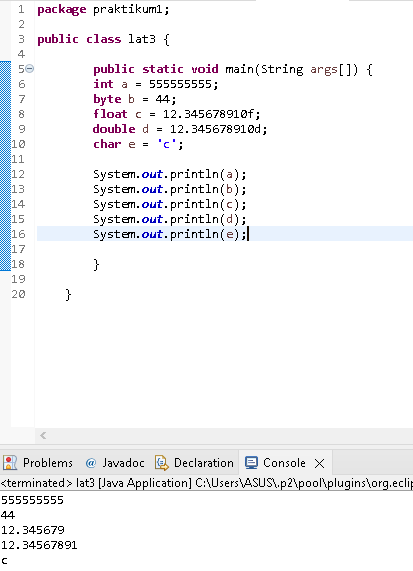 1 package praktikum1;
2
3 public class lat3 {
4
5 public static void main(String args[]) {
6 int a = 555555555;
7 byte b = 44;
8 float c = 12.345678910f;
9 double d = 12.345678910d;
10 char e = 'c';
11
12 System.out.println(a);
13 System.out.println(b);
14 System.out.println(c);
15 System.out.println(d);
16 System.out.println(e);
17
18 }
19
20 }
Problems @ Javadoc Declaration Console
<terminated> lat3 [Java Application] C:\Users\ASUS\.p2\pool\plugins\org.eclip
555555555
44
12.345679
12.34567891
c